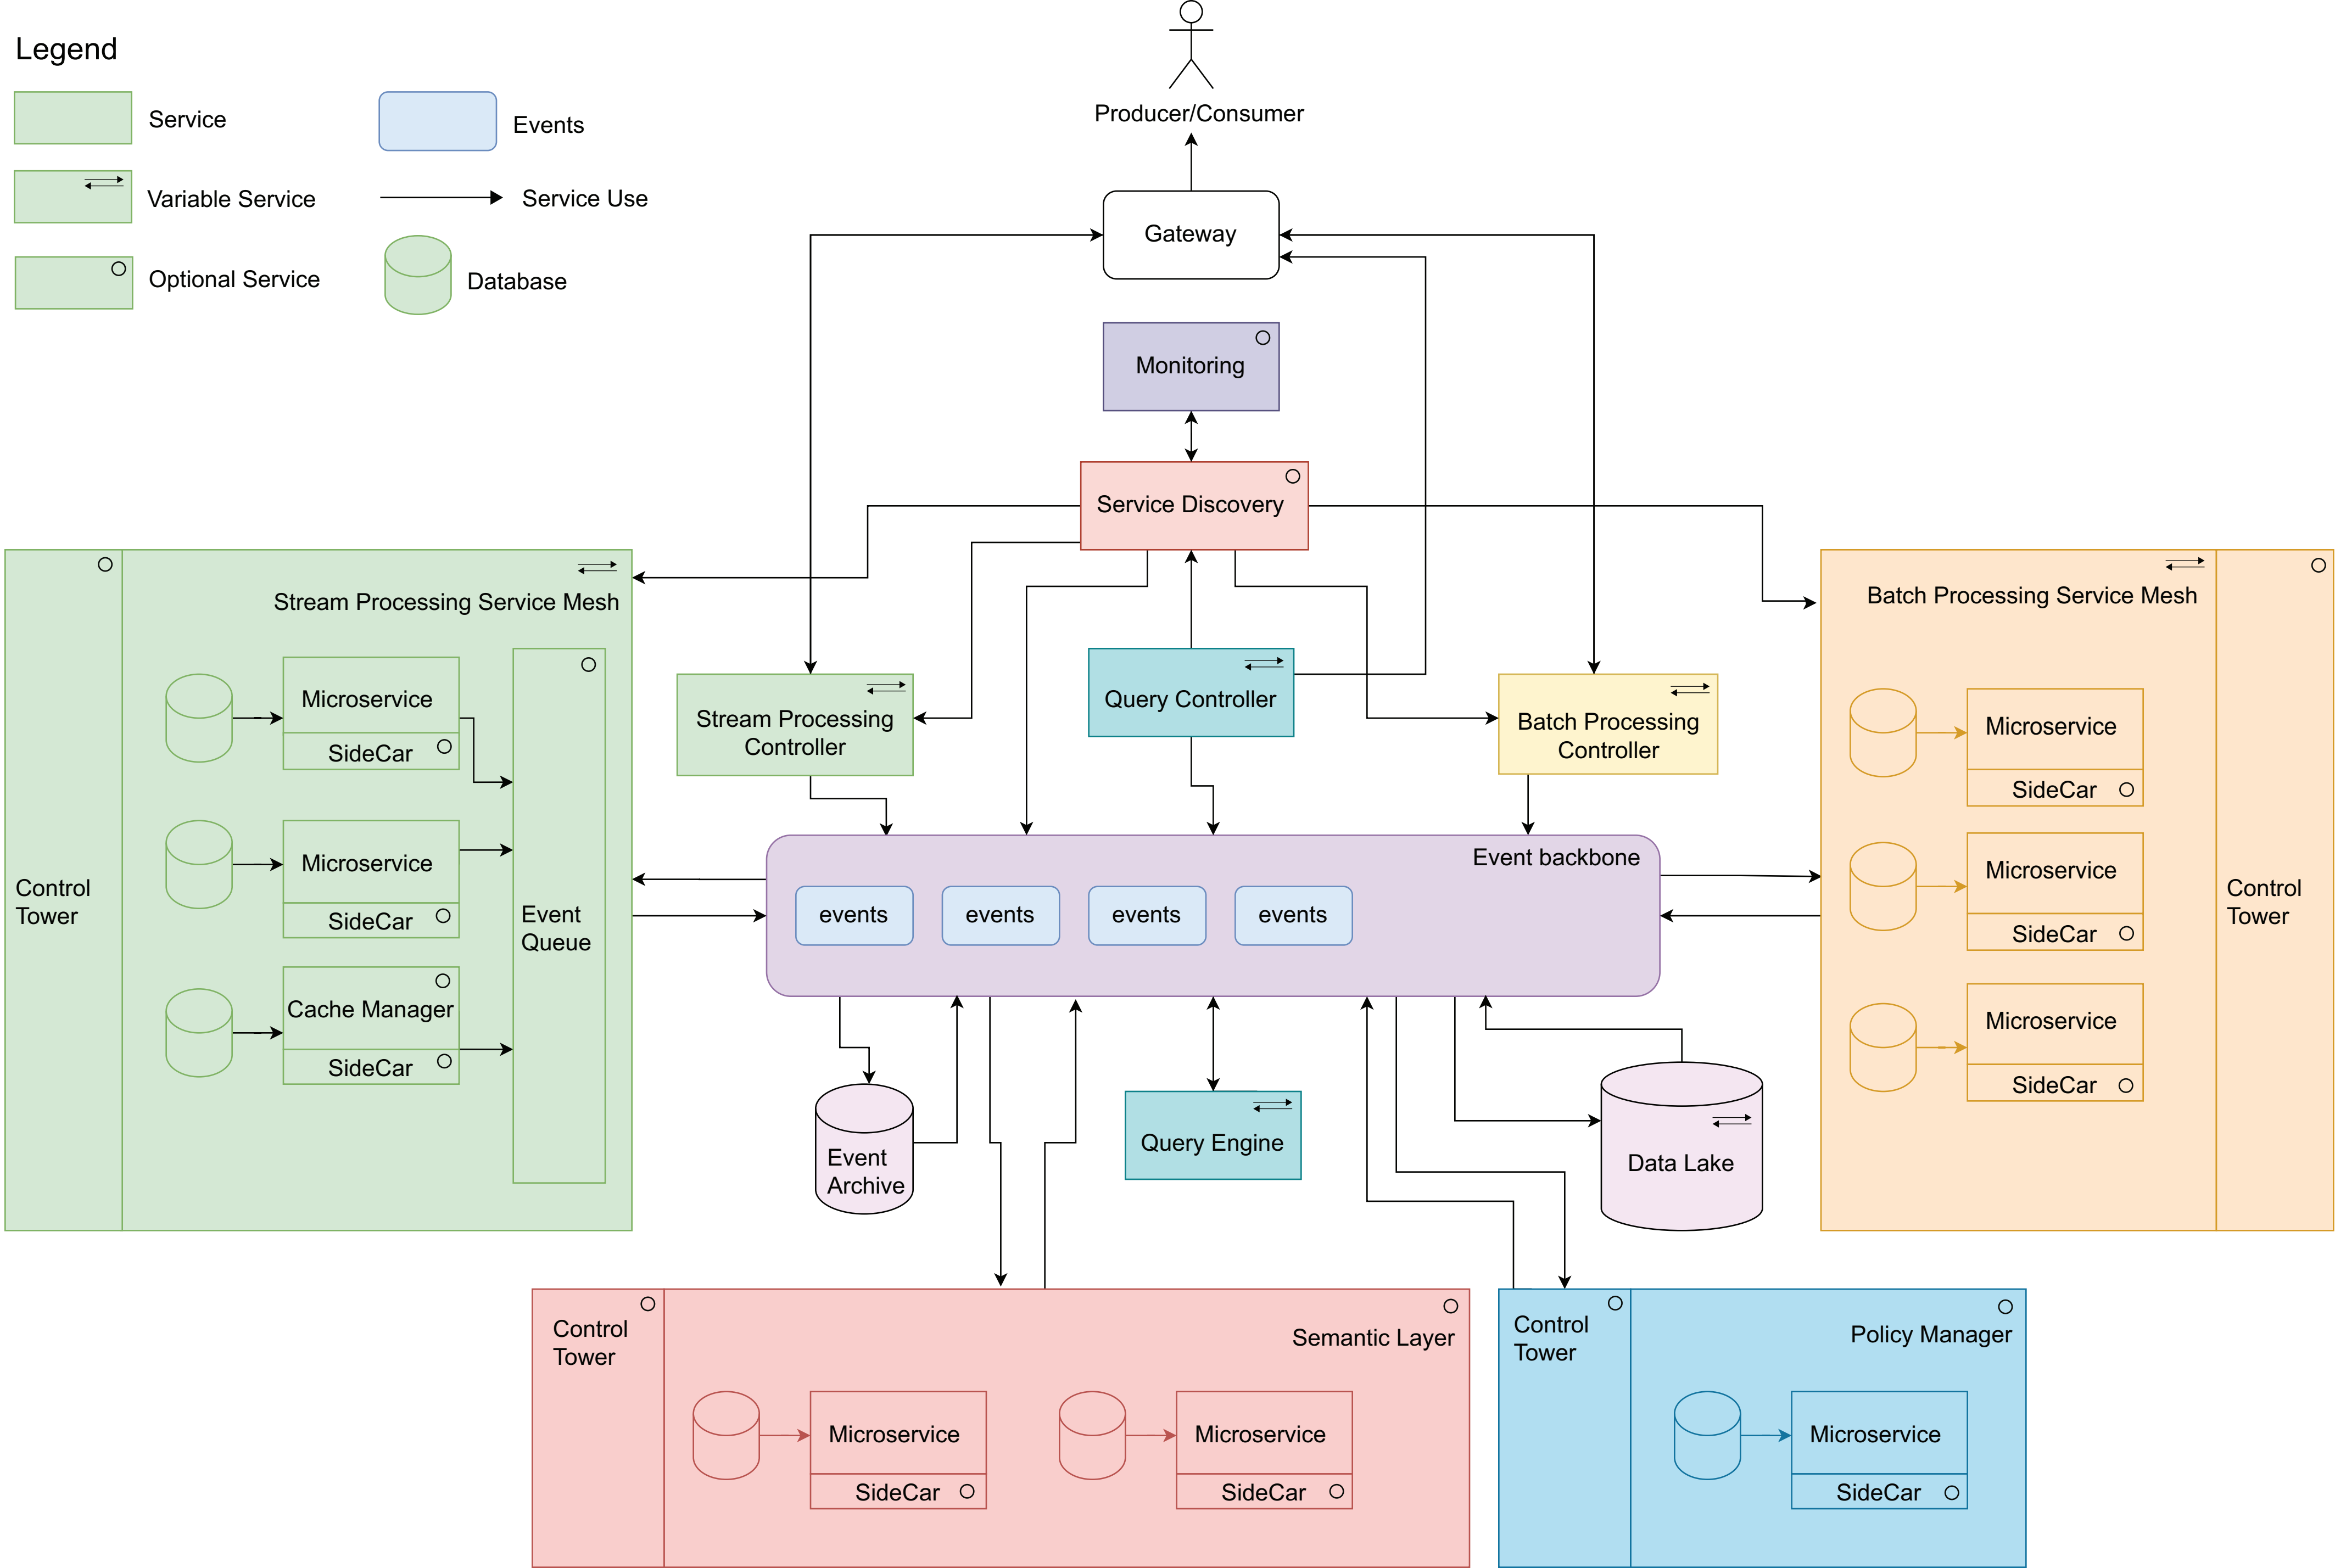 Legend
Service
Events
Variable Service
Service Use
Optional Service
Database
Producer/Consumer
Gateway
Monitoring
Service Discovery
Stream Processing Service Mesh
Control
Tower
Microservice
SideCar
Microservice
SideCar
Cache Manager
SideCar
Event
Queue
Stream Processing
Controller
Query Controller
Batch Processing
Controller
Batch Processing Service Mesh
Microservice
SideCar
Microservice
SideCar
Microservice
SideCar
Control
Tower
Event backbone
events
events
events
events
Event
Archive
Query Engine
Data Lake
Control
Tower
Semantic Layer
Microservice
SideCar
Microservice
SideCar
Control
Tower
Policy Manager
Microservice
SideCar